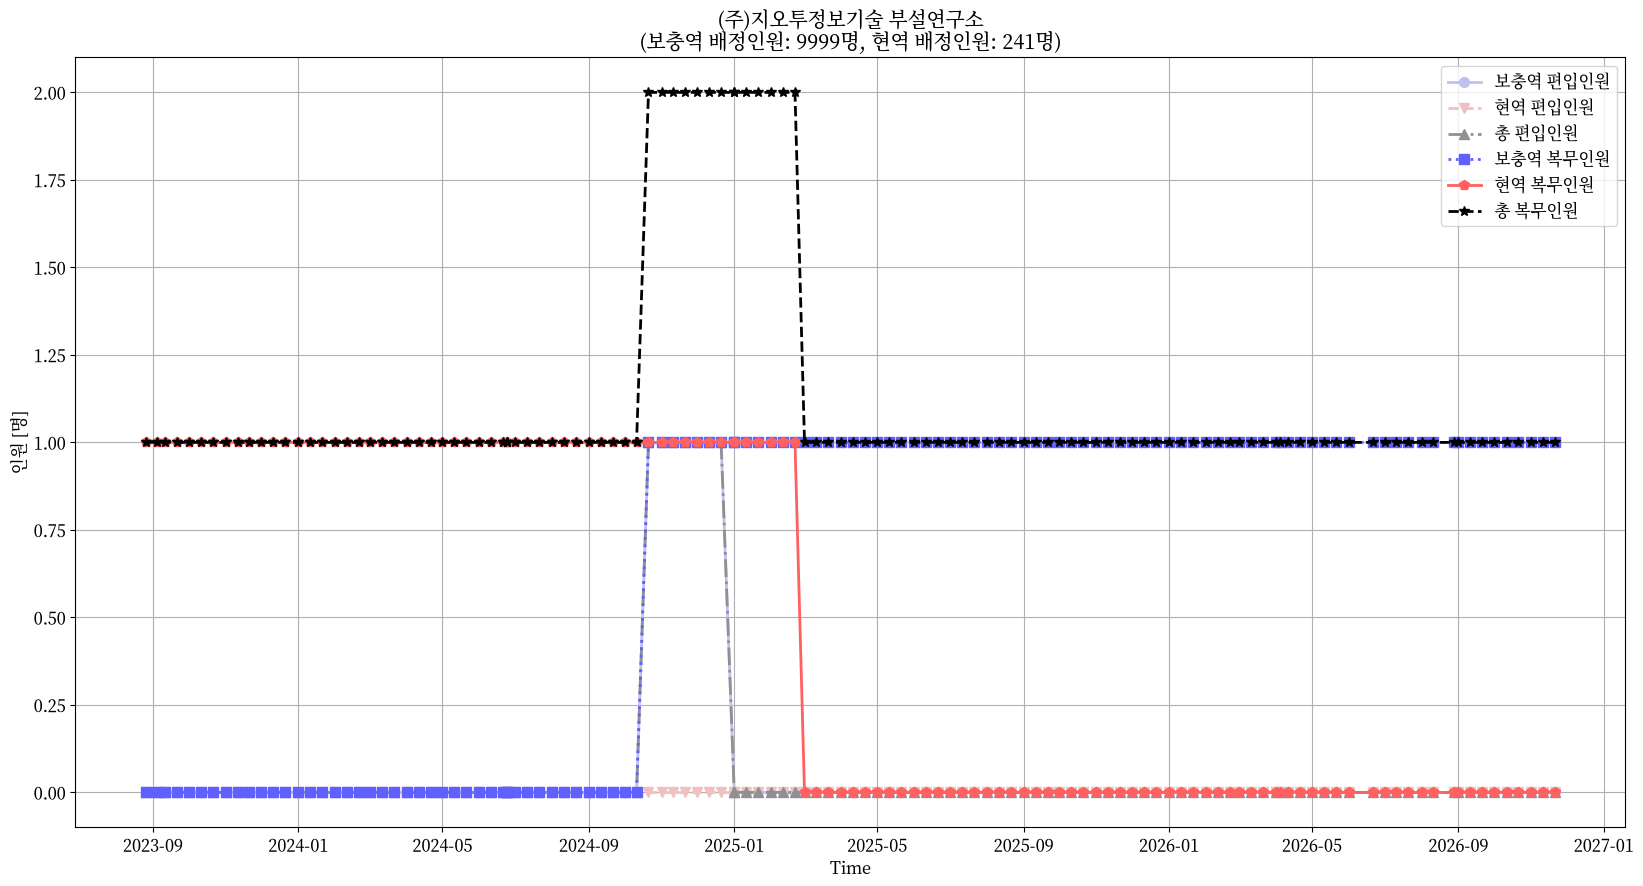 (주)지오투정보기술 부설연구소
(보충역 배정인원: 9999명, 현역 배정인원: 241명)
보충역 편입인원
현역 편입인원
총 편입인원
보충역 복무인원
현역 복무인원
총 복무인원
인원 [명]
2.00
1.75
1.50
1.25
1.00
0.75
0.50
0.25
0.00
2023-09
2024-01
2024-05
2024-09
2025-01
2025-05
2025-09
2026-01
2026-05
2026-09
2027-01
Time